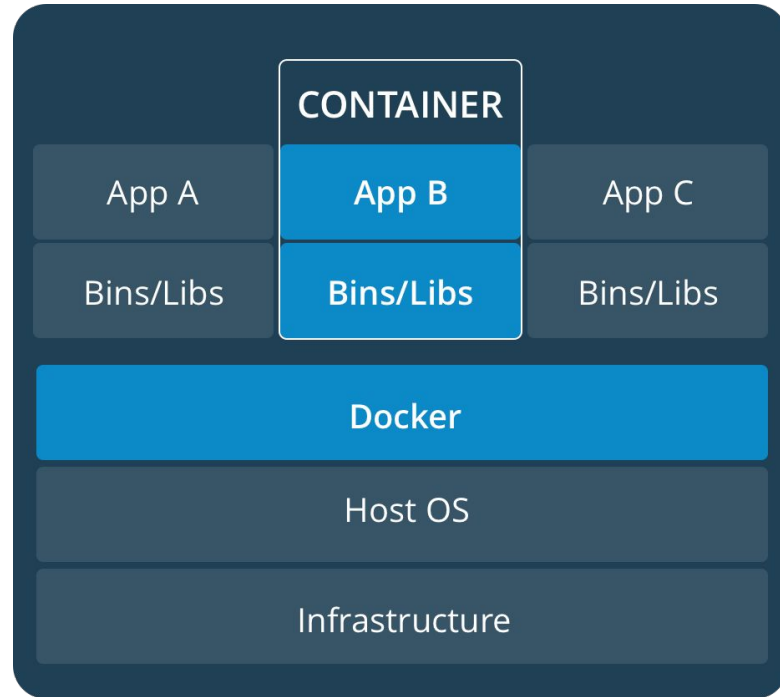 CONTAINER
App A
App B
App C
Bins/Libs
Bins/Libs
Bins/Libs
Docker
Host OS
Infrastructure